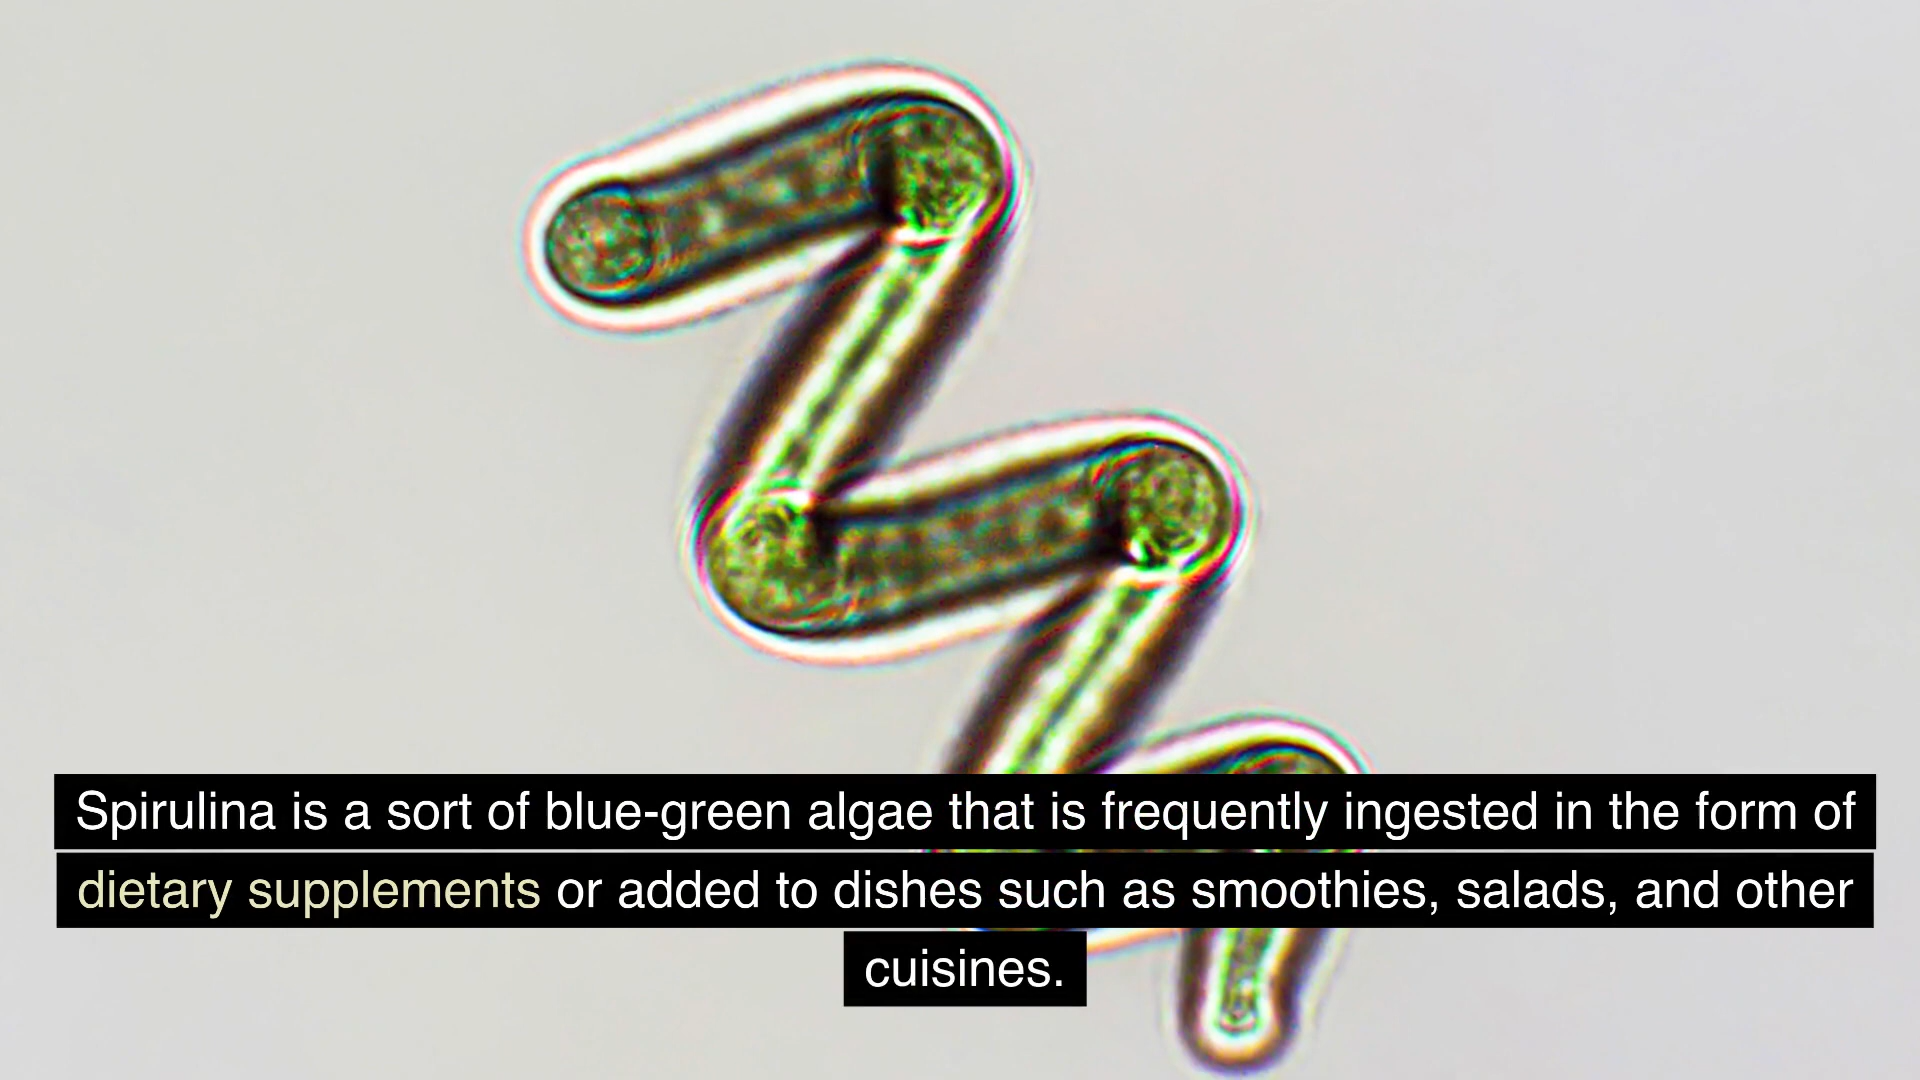 Spirulina is a sort of blue-green algae that is frequently ingested in the form of
dietary supplements or added to dishes such as smoothies, salads, and other
cuisines.